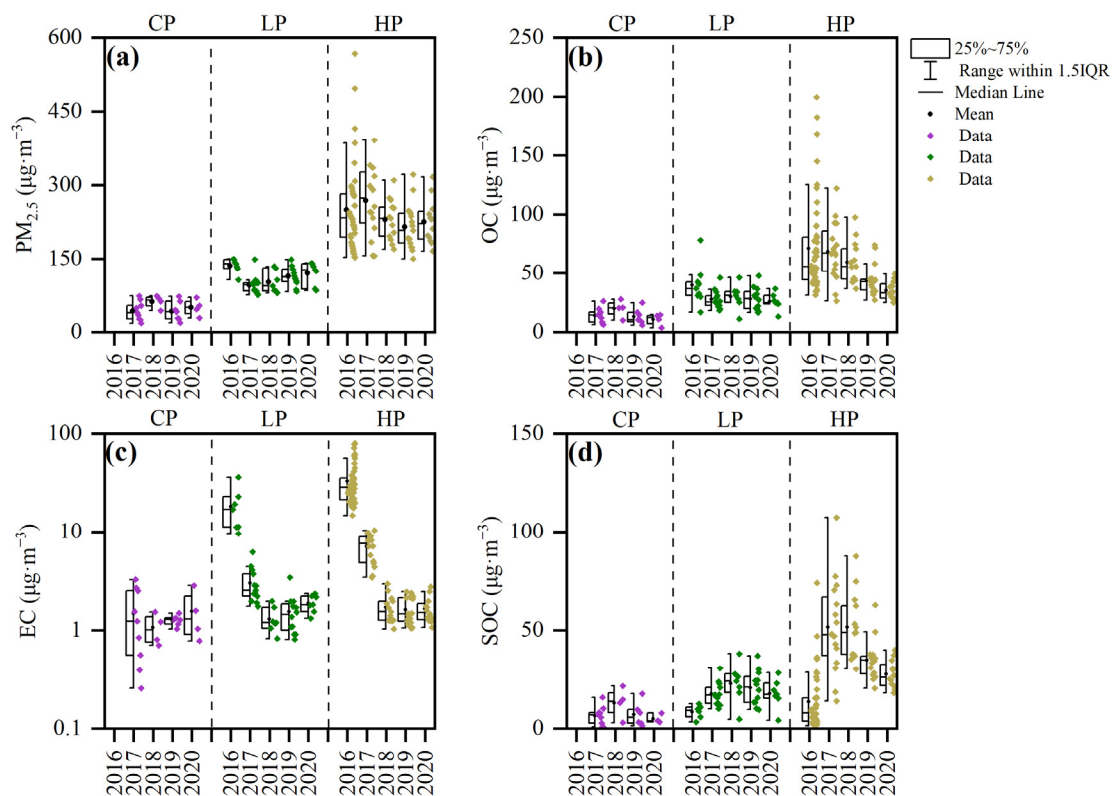 CP LP HP
(a)
PM2.5 (μg·m−3)
600
450
300
150
0
2016 2017 2018 2019 2020 2016 2017 2018 2019 2020 2016 2017 2018 2019 2020
CP LP HP
(b)
OC (μg·m−3)
250
200
150
100
50
0
2016 2017 2018 2019 2020 2016 2017 2018 2019 2020 2016 2017 2018 2019 2020
25%~75%
Range within 1.5IQR
Median Line
Mean
Data
Data
Data
CP LP HP
(c)
EC (μg·m−3)
100
10
1
0.1
2016 2017 2018 2019 2020 2016 2017 2018 2019 2020 2016 2017 2018 2019 2020
CP LP HP
(d)
SOC (μg·m−3)
150
100
50
0
2016 2017 2018 2019 2020 2016 2017 2018 2019 2020 2016 2017 2018 2019 2020